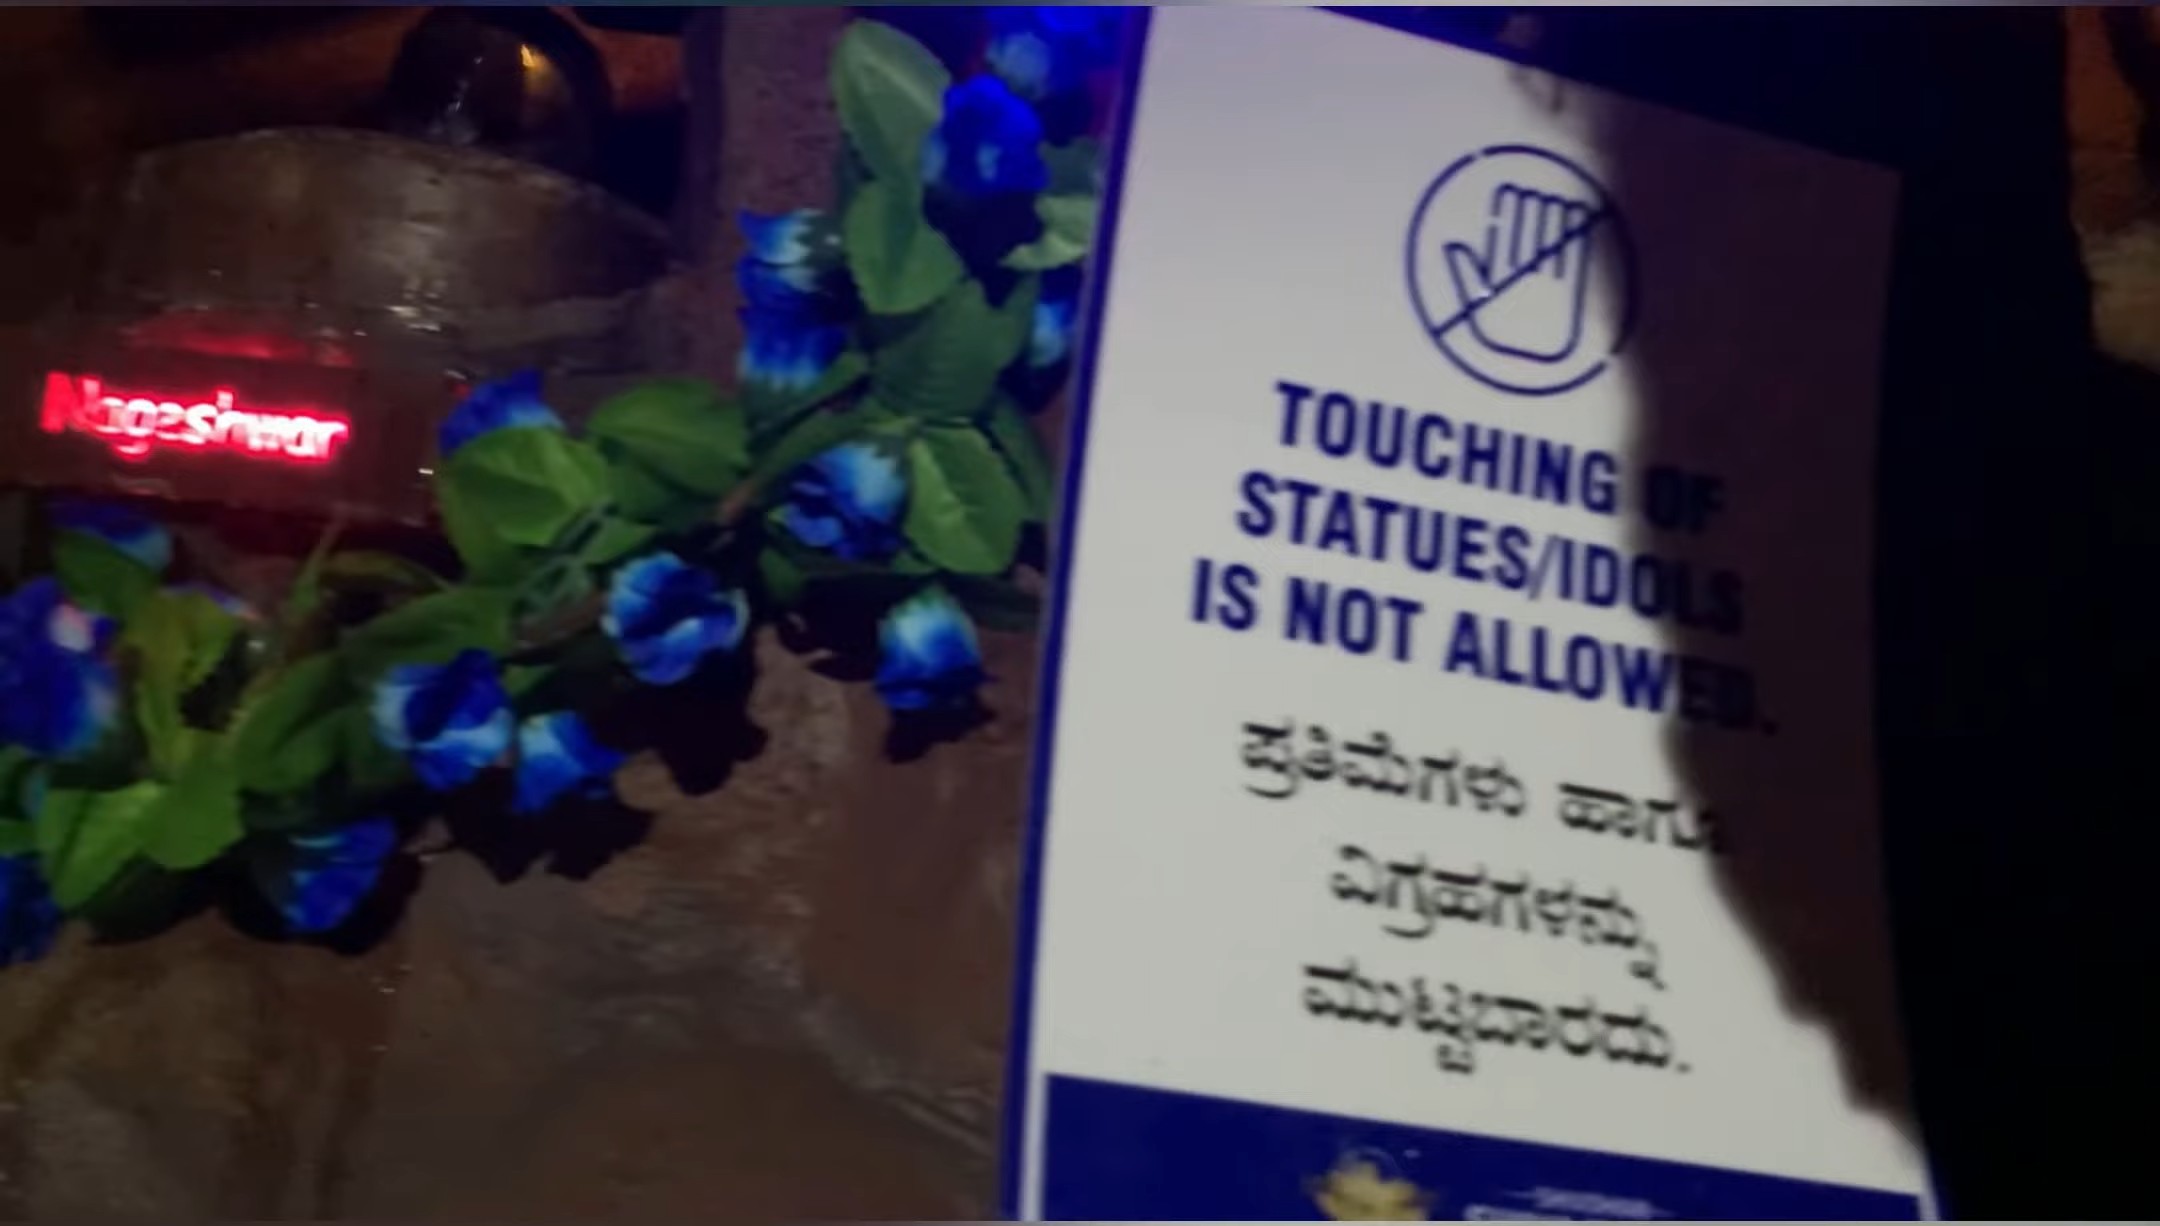 Nageshwar
TOUCHING OF
STATUES/IDOLS
IS NOT ALLOWED.
ಪ್ರತಿಮೆಗಳು ಹಾಗು
ವಿಗ್ರಹಗಳನ್ನು
ಮುಟ್ಟಬಾರದು.